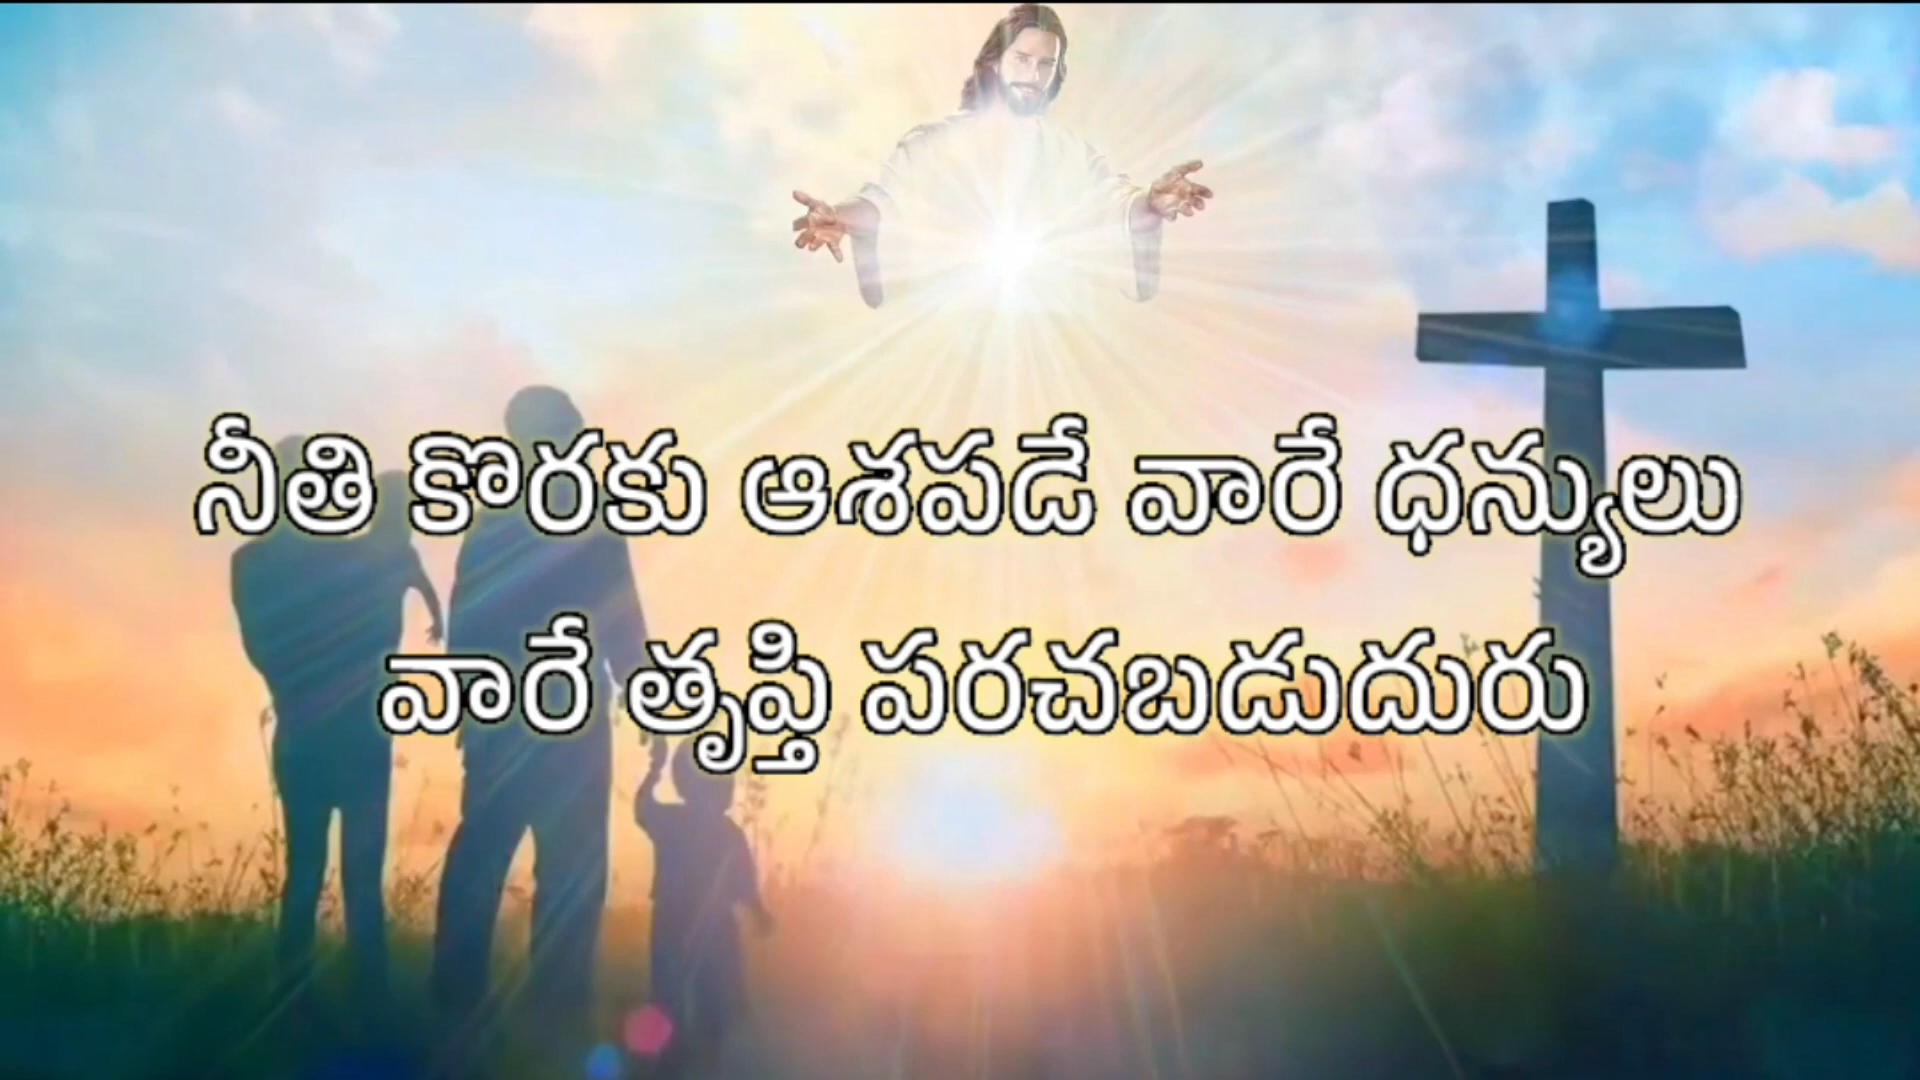 నీతి కొరకు ఆశపడే వారే ధన్యులు
వారే తృప్తి పరచబడుదురు